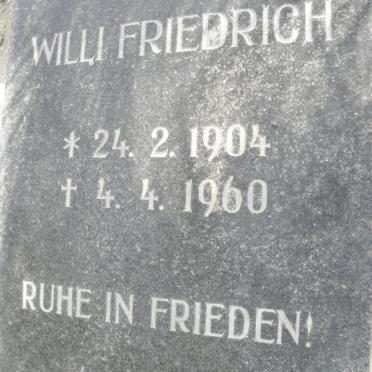 WILLI FRIEDRICH
* 24. 2. 1904
† 4. 4. 1960
RUHE IN FRIEDEN!